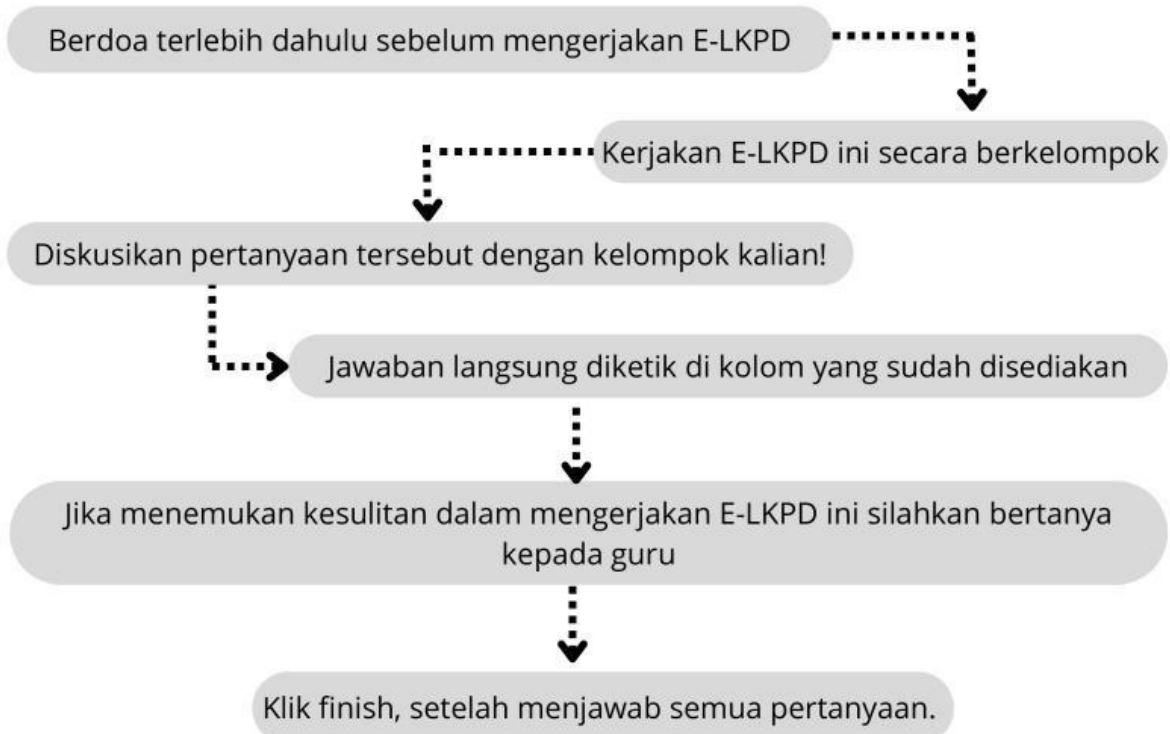 Berdoa terlebih dahulu sebelum mengerjakan E-LKPD
Kerjakan E-LKPD ini secara berkelompok
Diskusikan pertanyaan tersebut dengan kelompok kalian!
Jawaban langsung diketik di kolom yang sudah disediakan
Jika menemukan kesulitan dalam mengerjakan E-LKPD ini silahkan bertanya
kepada guru
Klik finish, setelah menjawab semua pertanyaan.